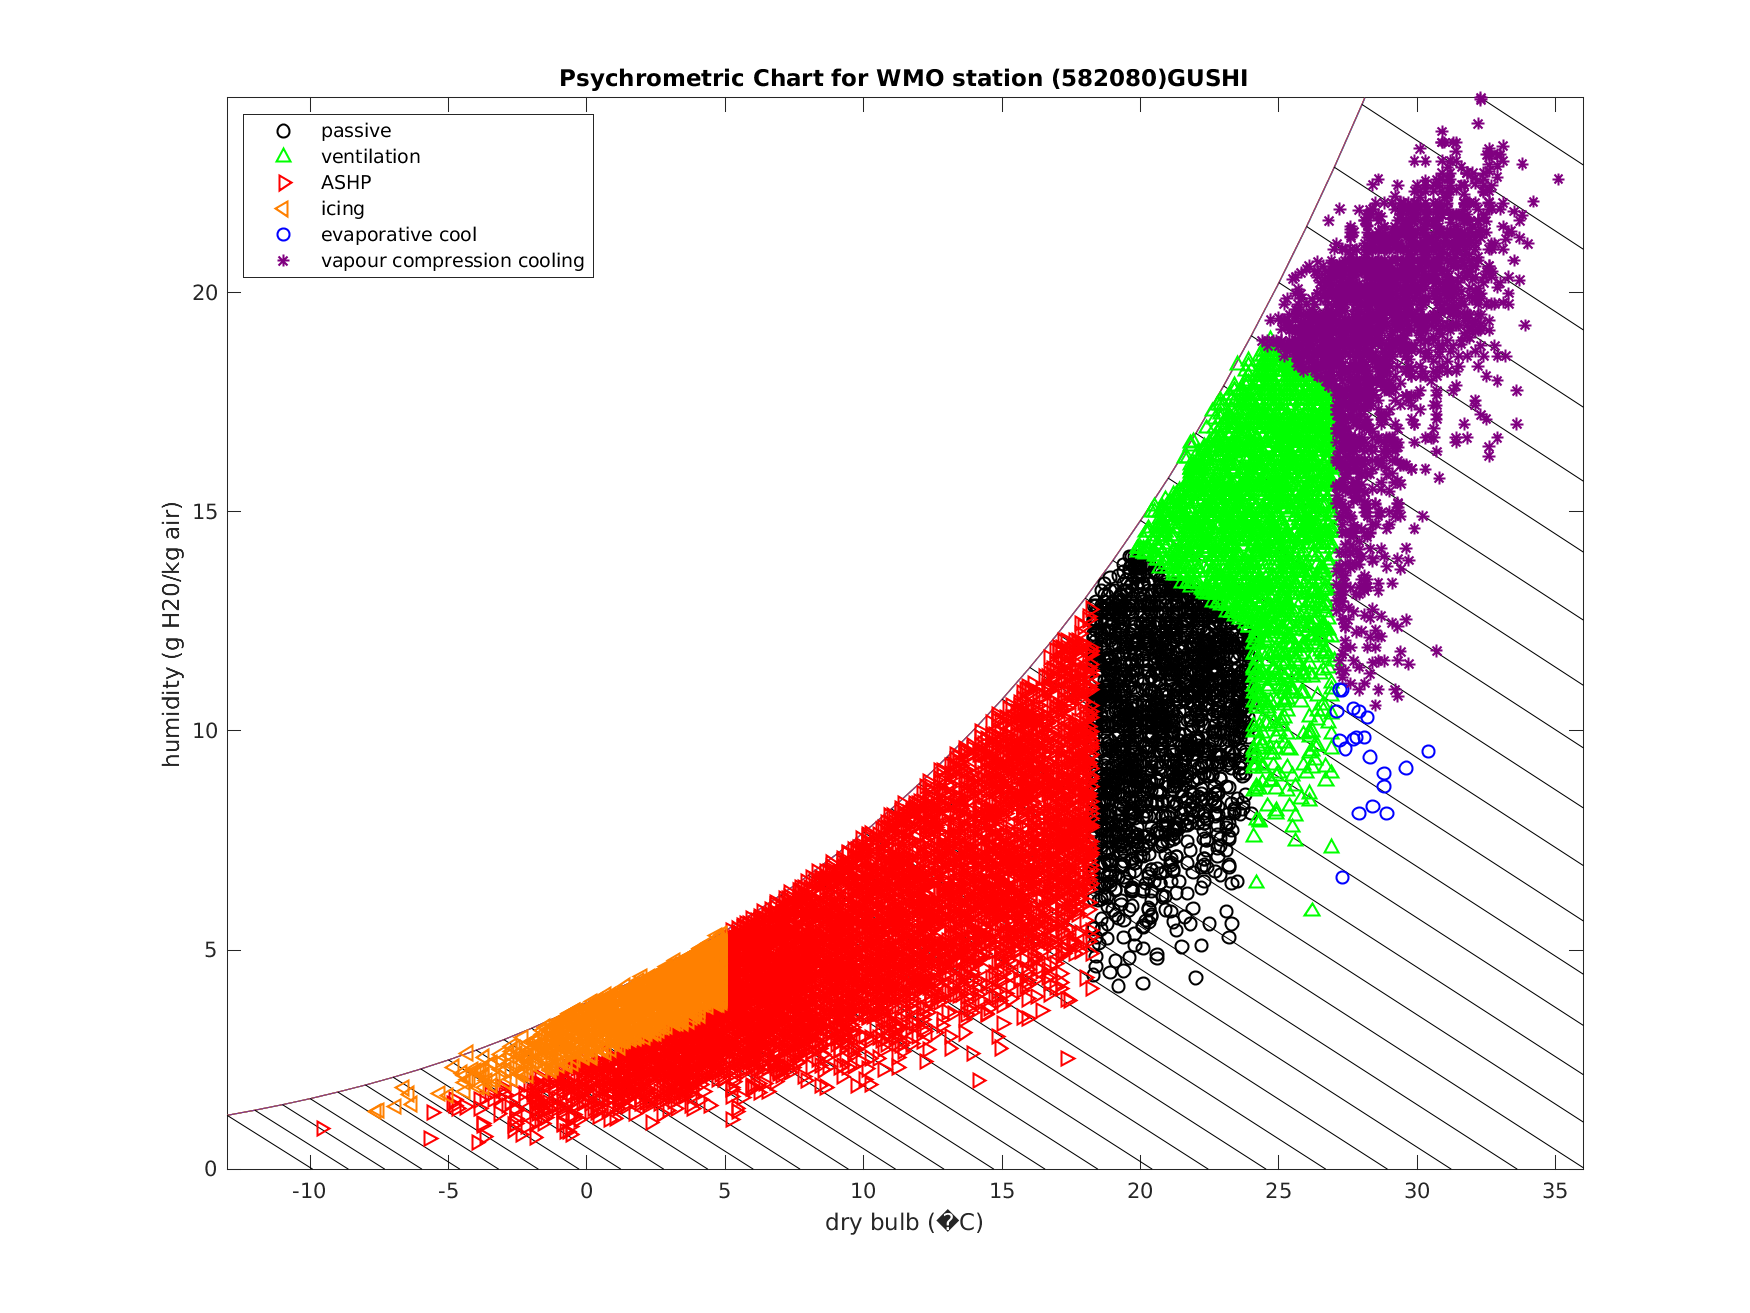 Psychrometric Chart for WMO station (582080)GUSHI
passive
ventilation
ASHP
icing
evaporative cool
vapour compression cooling
humidity (g H20/kg air)
20
15
10
5
0
-10 -5 0 5 10 15 20 25 30 35
dry bulb (�C)